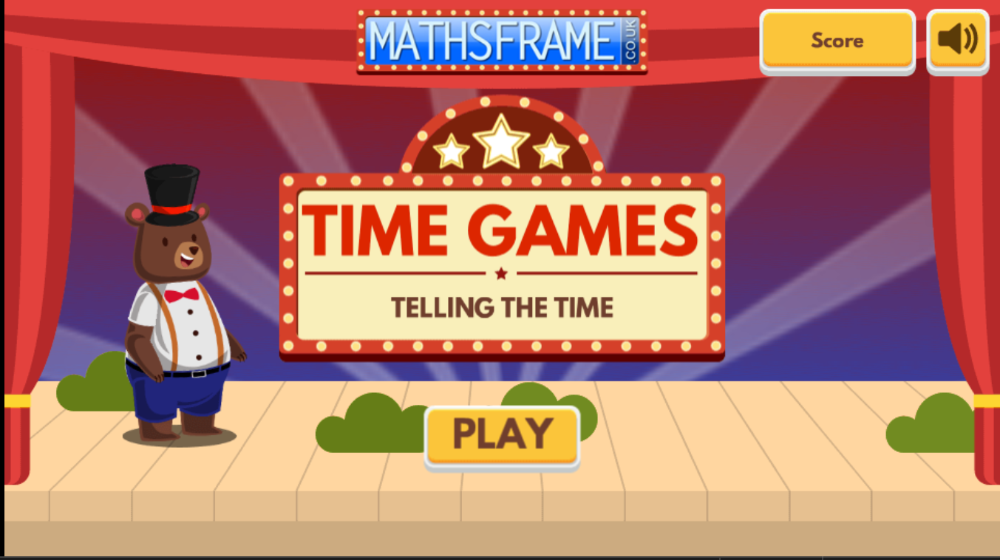 MATHSFRAME .CO.UK
Score
TIME GAMES
TELLING THE TIME
PLAY